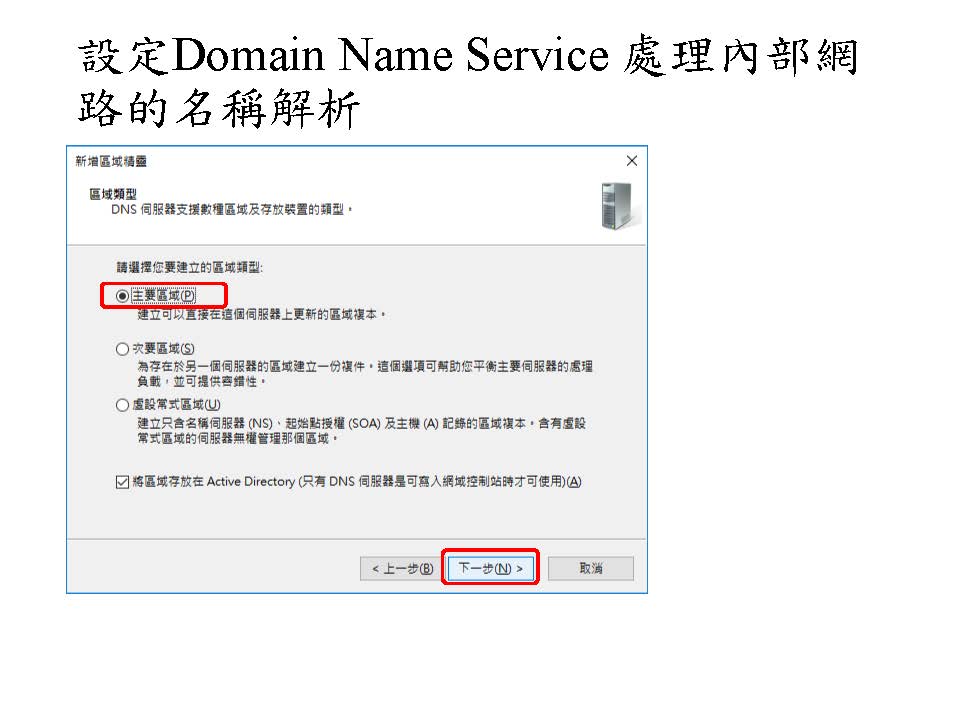 設定Domain Name Service 處理內部網
路的名稱解析
新增區域精靈
區域類型
DNS 伺服器支援數種區域及存放裝置的類型。
請選擇您要建立的區域類型:
主要區域(P)
建立可以直接在這個伺服器上更新的區域複本。
次要區域(S)
為存在於另一個伺服器的區域建立一份複件。這個選項可幫助您平衡主要伺服器的處理
負載，並可提供容錯性。
虛設常式區域(U)
建立只含名稱伺服器 (NS)、起始點授權 (SOA) 及主機 (A) 記錄的區域複本。含有虛設
常式區域的伺服器無權管理那個區域。
將區域存放在 Active Directory (只有 DNS 伺服器是可寫入網域控制站時才可使用)(A)
< 上一步(B) 下一步(N) > 取消